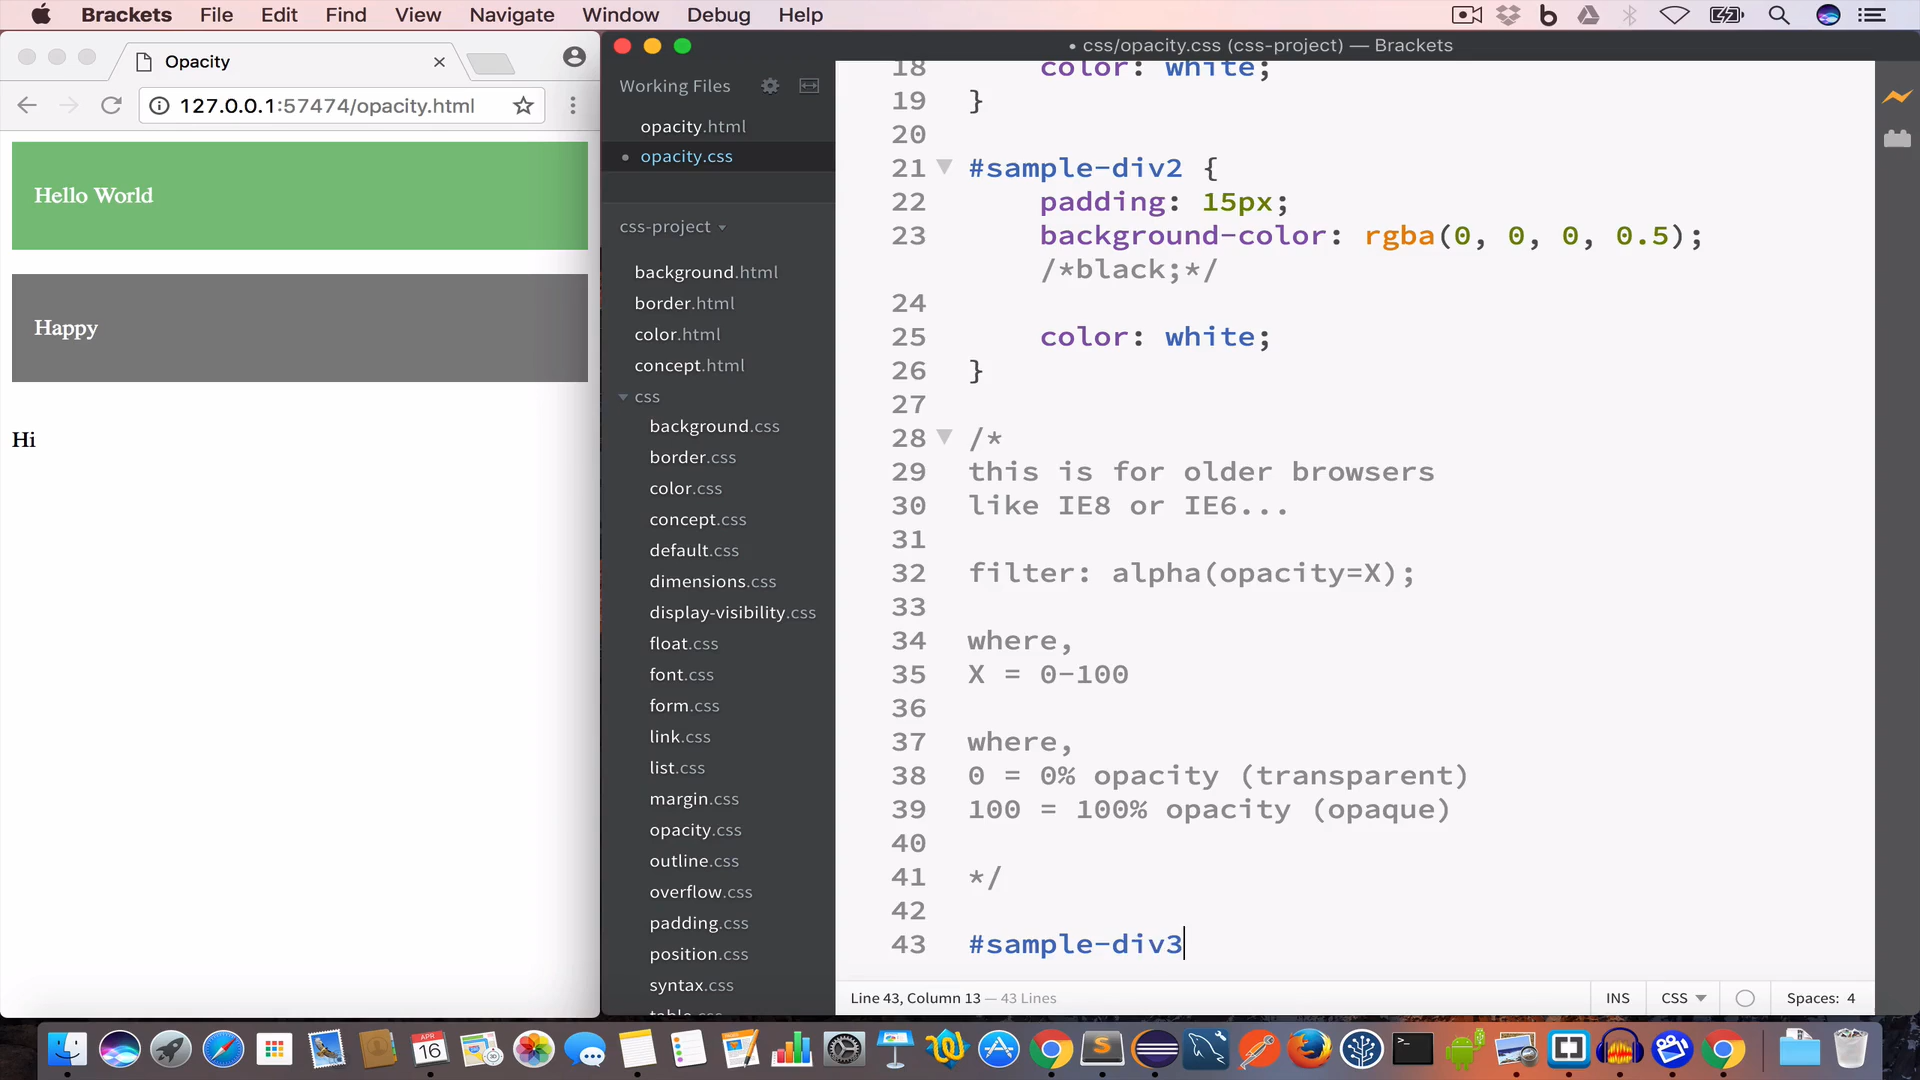 Brackets File Edit Find View Navigate Window Debug Help
Opacity
127.0.0.1:57474/opacity.html
Hello World
Happy
Hi
• css/opacity.css (css-project) — Brackets
Working Files
opacity.html
opacity.css
css-project
background.html
border.html
color.html
concept.html
css
background.css
border.css
color.css
concept.css
default.css
dimensions.css
display-visibility.css
float.css
font.css
form.css
link.css
list.css
margin.css
opacity.css
outline.css
overflow.css
padding.css
position.css
syntax.css
18 color: white;
19 }
20
21 #sample-div2 {
22 padding: 15px;
23 background-color: rgba(0, 0, 0, 0.5);
/*black;*/
24
25 color: white;
26 }
27
28 /*
29 this is for older browsers
30 like IE8 or IE6...
31
32 filter: alpha(opacity=X);
33
34 where,
35 X = 0-100
36
37 where,
38 0 = 0% opacity (transparent)
39 100 = 100% opacity (opaque)
40
41 */
42
43 #sample-div3
Line 43, Column 13 — 43 Lines
INS CSS Spaces: 4
APR
16